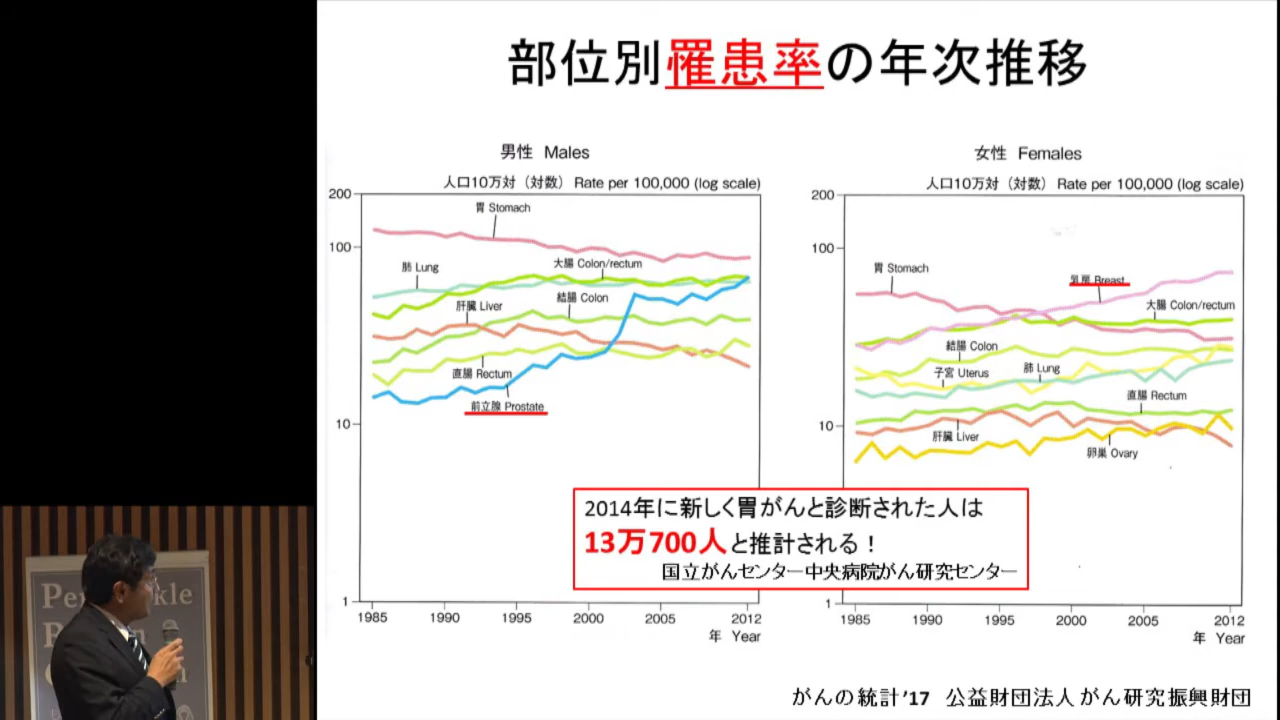 部位別罹患率の年次推移
男性 Males
人口10万対（対数） Rate per 100,000 (log scale)
200
100
10
1
胃 Stomach
肺 Lung
大腸 Colon/rectum
結腸 Colon
肝臓 Liver
直腸 Rectum
前立腺 Prostate
1985 1990 1995 2000 2005 2012
年 Year
女性 Females
人口10万対（対数） Rate per 100,000 (log scale)
200
100
10
1
胃 Stomach
乳房 Breast
大腸 Colon/rectum
結腸 Colon
子宮 Uterus
肺 Lung
直腸 Rectum
肝臓 Liver
卵巣 Ovary
1985 1990 1995 2000 2005 2012
年 Year
2014年に新しく胃がんと診断された人は
13万700人と推計される！
国立がんセンター中央病院がん研究センター
がんの統計 '17 公益財団法人 がん研究振興財団